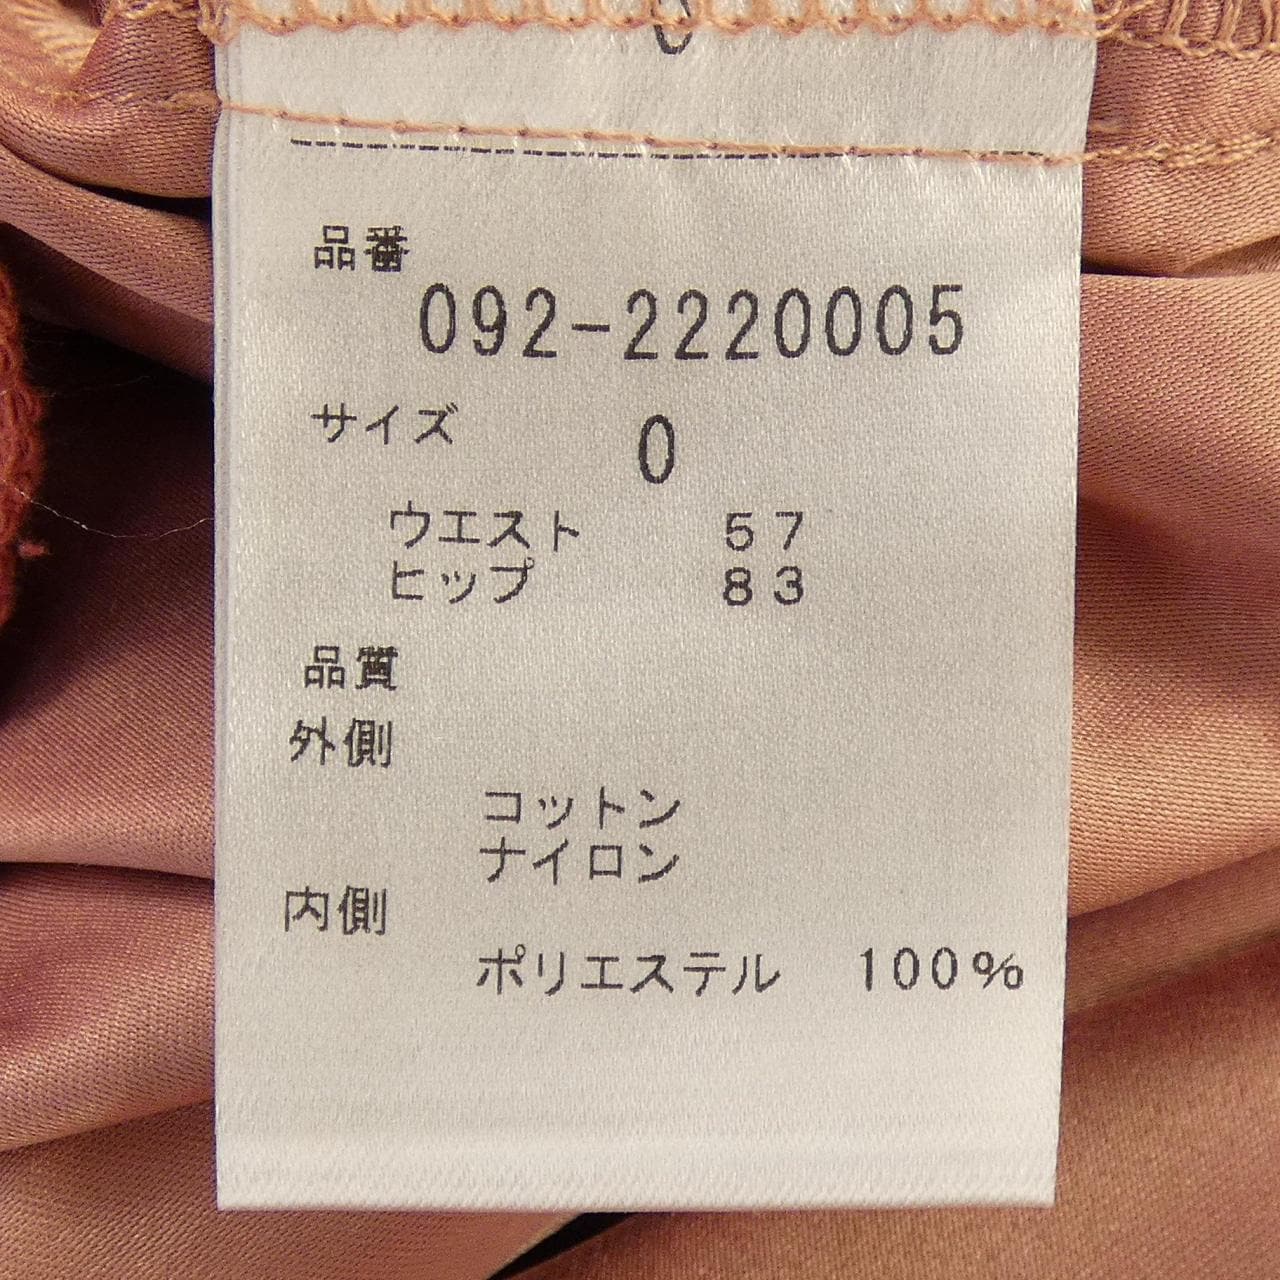 品番
092-2220005
サイズ 0
ウエスト 57
ヒップ 83
品質
外側
コットン
ナイロン
内側
ポリエステル 100%